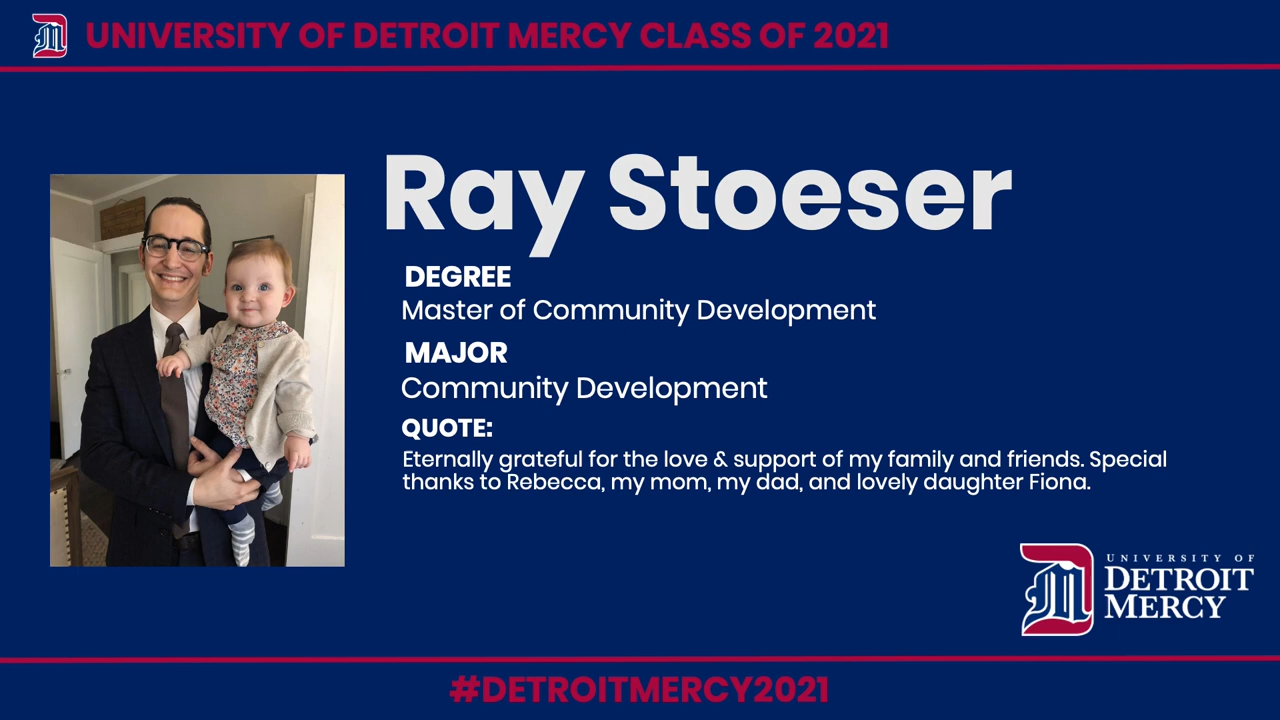 UNIVERSITY OF DETROIT MERCY CLASS OF 2021
Ray Stoeser
DEGREE
Master of Community Development
MAJOR
Community Development
QUOTE:
Eternally grateful for the love & support of my family and friends. Special
thanks to Rebecca, my mom, my dad, and lovely daughter Fiona.
UNIVERSITY OF
DETROIT
MERCY
#DETROITMERCY2021